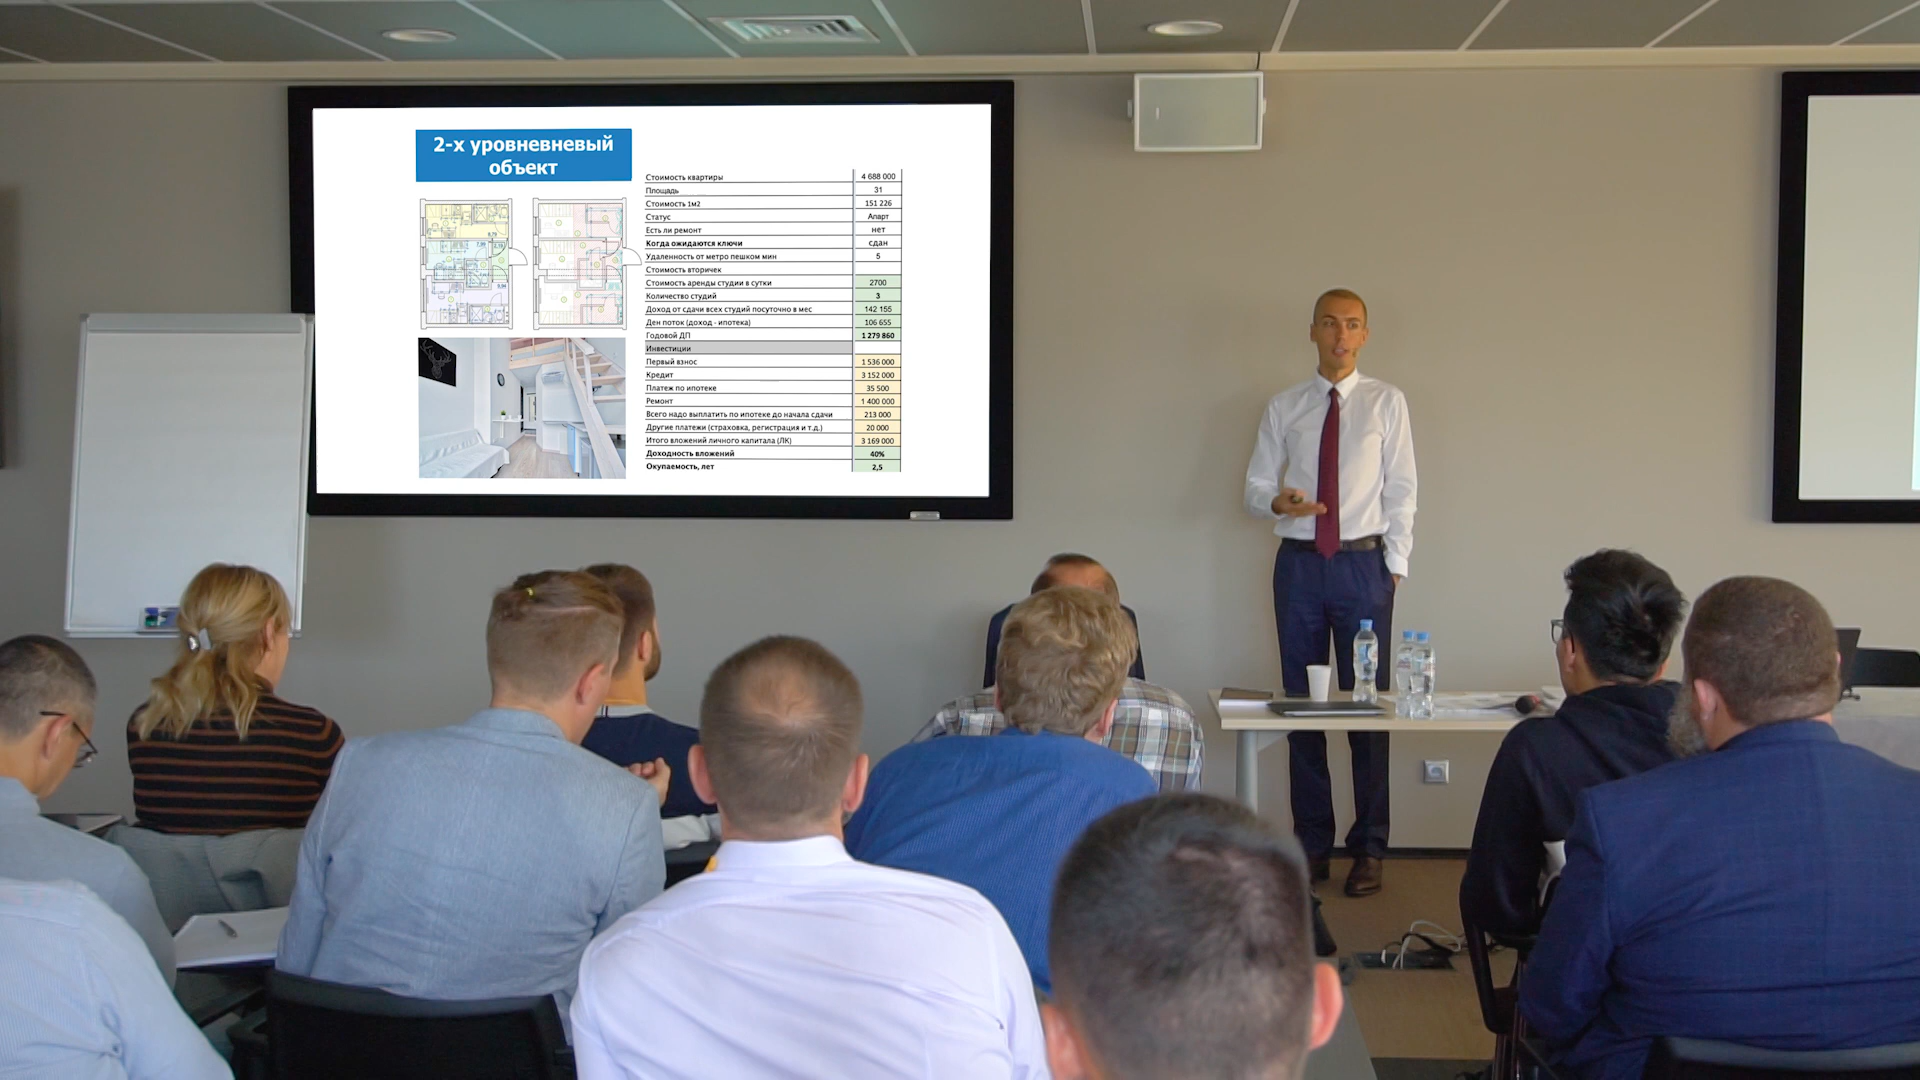 2-х уровневневый
объект
Стоимость квартиры 4 688 000
Площадь 31
Стоимость 1м2 151 226
Статус Апарт
Есть ли ремонт нет
Когда ожидаются ключи сдан
Удаленность от метро пешком мин 5
Стоимость вторичек
Стоимость аренды студии в сутки 2700
Количество студий 3
Доход от сдачи всех студий посуточно в мес 142 155
Ден поток (доход - ипотека) 106 655
Годовой ДП 1 279 860
Инвестиции
Первый взнос 1 536 000
Кредит 3 152 000
Платеж по ипотеке 35 500
Ремонт 1 400 000
Всего надо выплатить по ипотеке до начала сдачи 213 000
Другие платежи (страховка, регистрация и т.д.) 20 000
Итого вложений личного капитала (ЛК) 3 169 000
Доходность вложений 40%
Окупаемость, лет 2,5